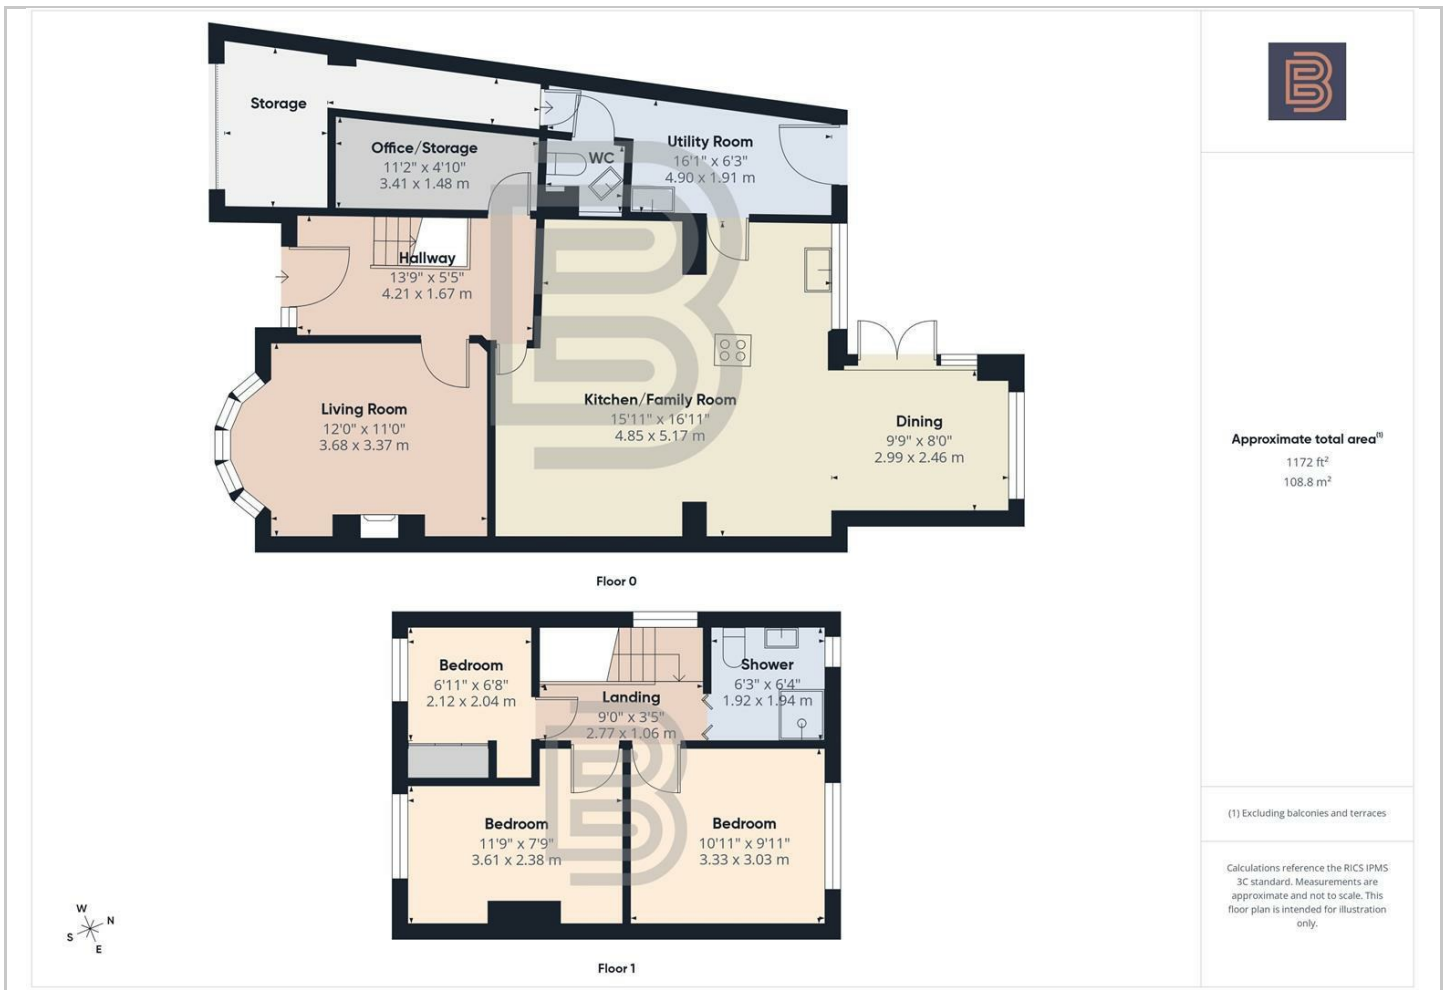 Storage
Office/Storage
11'2" x 4'10"
3.41 x 1.48 m
WC
Utility Room
16'1" x 6'3"
4.90 x 1.91 m
Hallway
13'9" x 5'5"
4.21 x 1.67 m
Living Room
12'0" x 11'0"
3.68 x 3.37 m
Kitchen/Family Room
15'11" x 16'11"
4.85 x 5.17 m
Dining
9'9" x 8'0"
2.99 x 2.46 m
Floor 0
Bedroom
6'11" x 6'8"
2.12 x 2.04 m
Landing
9'0" x 3'5"
2.77 x 1.06 m
Shower
6'3" x 6'4"
1.92 x 1.94 m
Bedroom
11'9" x 7'9"
3.61 x 2.38 m
Bedroom
10'11" x 9'11"
3.33 x 3.03 m
Floor 1
W
N
S
E
B
Approximate total area(1)
1172 ft²
108.8 m²
(1) Excluding balconies and terraces
Calculations reference the RICS IPMS
3C standard. Measurements are
approximate and not to scale. This
floor plan is intended for illustration
only.